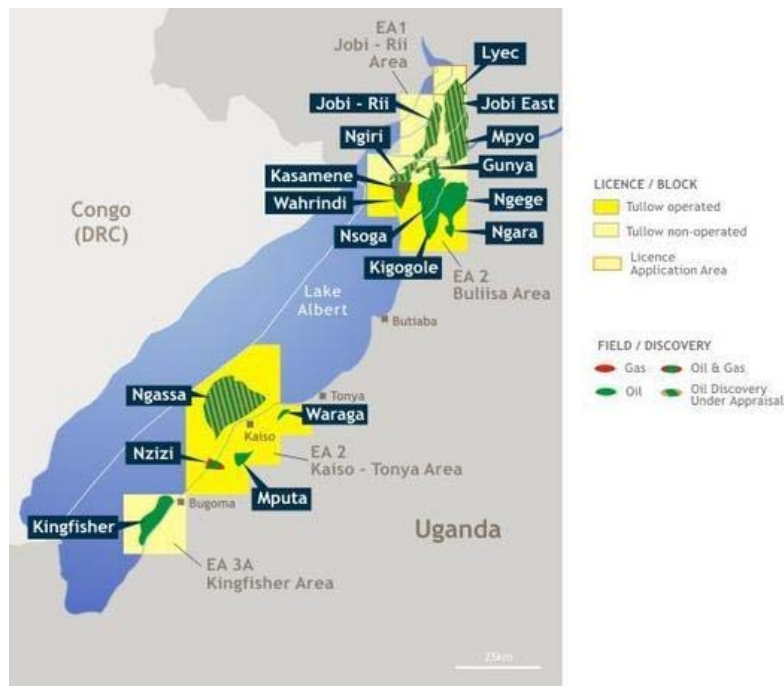 EA1
Jobi - Rii
Area
Lyec
Jobi - Rii
Jobi East
Ngiri
Mpyo
Kasamene
Gunya
Wahrindi
Ngege
Nsoga
Ngara
Kigogole
EA 2
Buliisa Area
Congo
(DRC)
Lake
Albert
Butiaba
Ngassa
Tonya
Waraga
Kaiso
Nzizi
EA 2
Kaiso - Tonya Area
Mputa
Bugoma
Kingfisher
Uganda
EA 3A
Kingfisher Area
25km
LICENCE / BLOCK
Tullow operated
Tullow non-operated
Licence
Application Area
FIELD / DISCOVERY
Gas
Oil & Gas
Oil
Oil Discovery
Under Appraisal